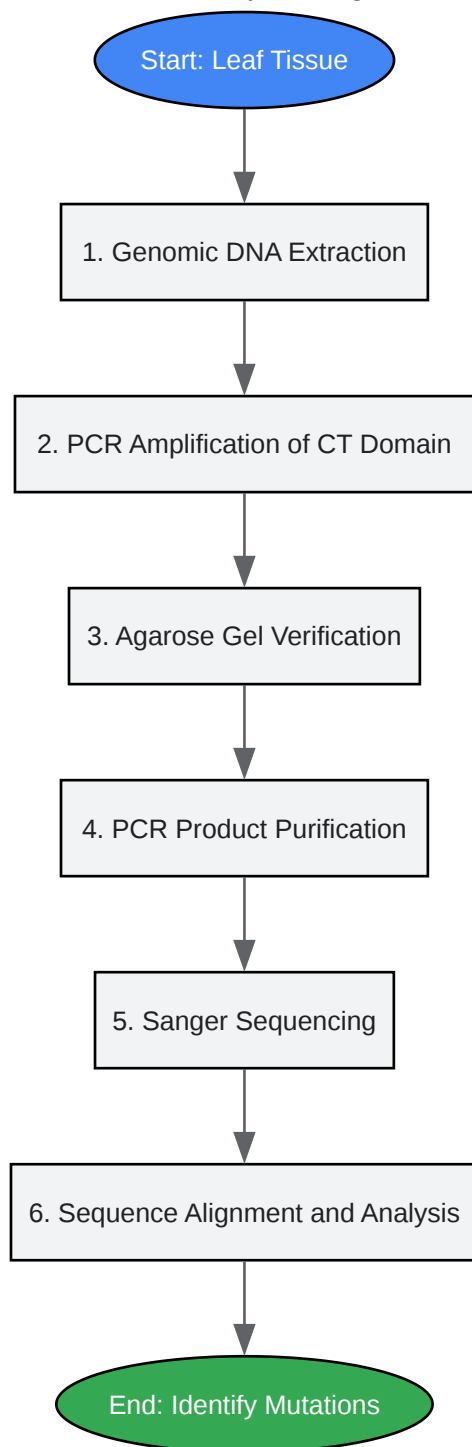 Start: Leaf Tissue
1. Genomic DNA Extraction
2. PCR Amplification of CT Domain
3. Agarose Gel Verification
4. PCR Product Purification
5. Sanger Sequencing
6. Sequence Alignment and Analysis
End: Identify Mutations